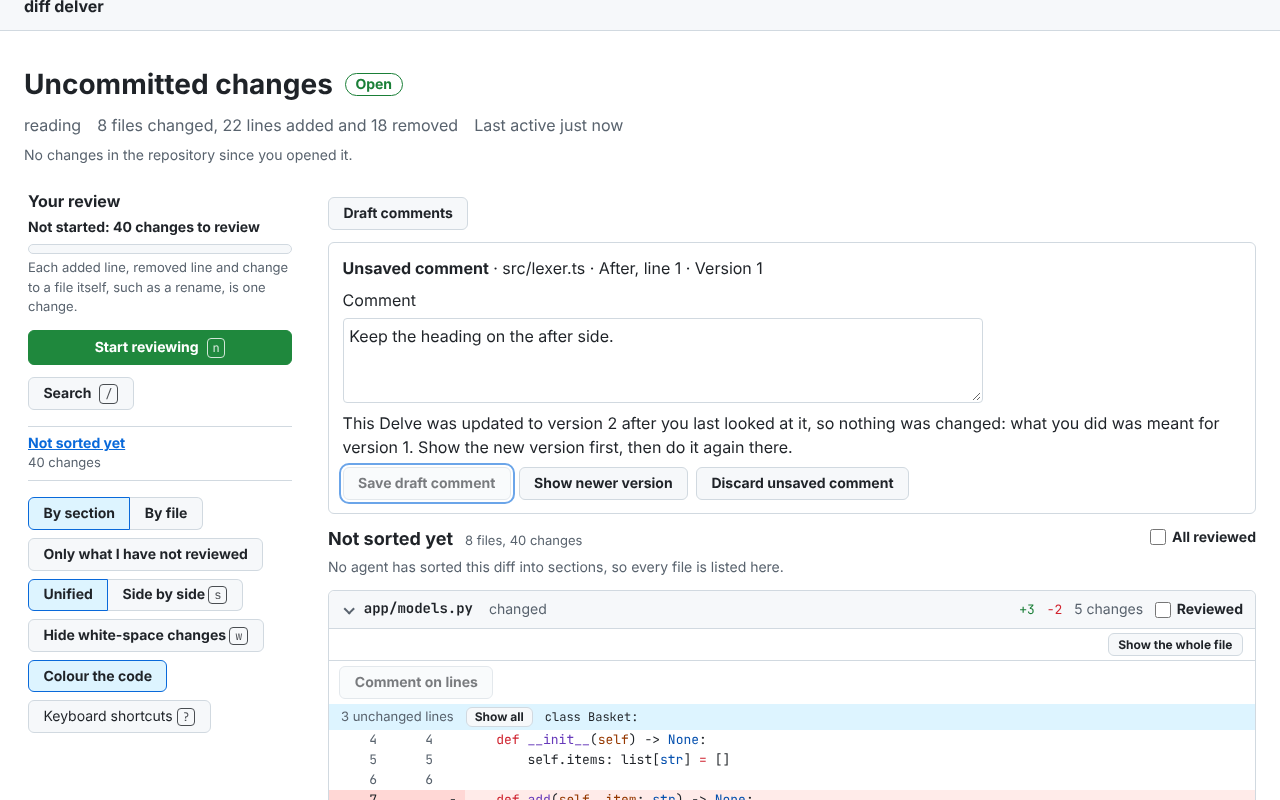 diff delver
Uncommitted changes Open
reading 8 files changed, 22 lines added and 18 removed Last active just now
No changes in the repository since you opened it.
Your review
Not started: 40 changes to review
Each added line, removed line and change
to a file itself, such as a rename, is one
change.
Start reviewing n
Search /
Not sorted yet
40 changes
By section By file
Only what I have not reviewed
Unified Side by side s
Hide white-space changes w
Colour the code
Keyboard shortcuts ?
Draft comments
Unsaved comment · src/lexer.ts · After, line 1 · Version 1
Comment
Keep the heading on the after side.
This Delve was updated to version 2 after you last looked at it, so nothing was changed: what you did was meant for
version 1. Show the new version first, then do it again there.
Save draft comment Show newer version Discard unsaved comment
Not sorted yet 8 files, 40 changes All reviewed
No agent has sorted this diff into sections, so every file is listed here.
app/models.py changed +3 -2 5 changes Reviewed
Show the whole file
Comment on lines
3 unchanged lines Show all class Basket:
4 4 def __init__(self) -> None:
5 5 self.items: list[str] = []
6 6
7 - def add(self, item: str) -> None: